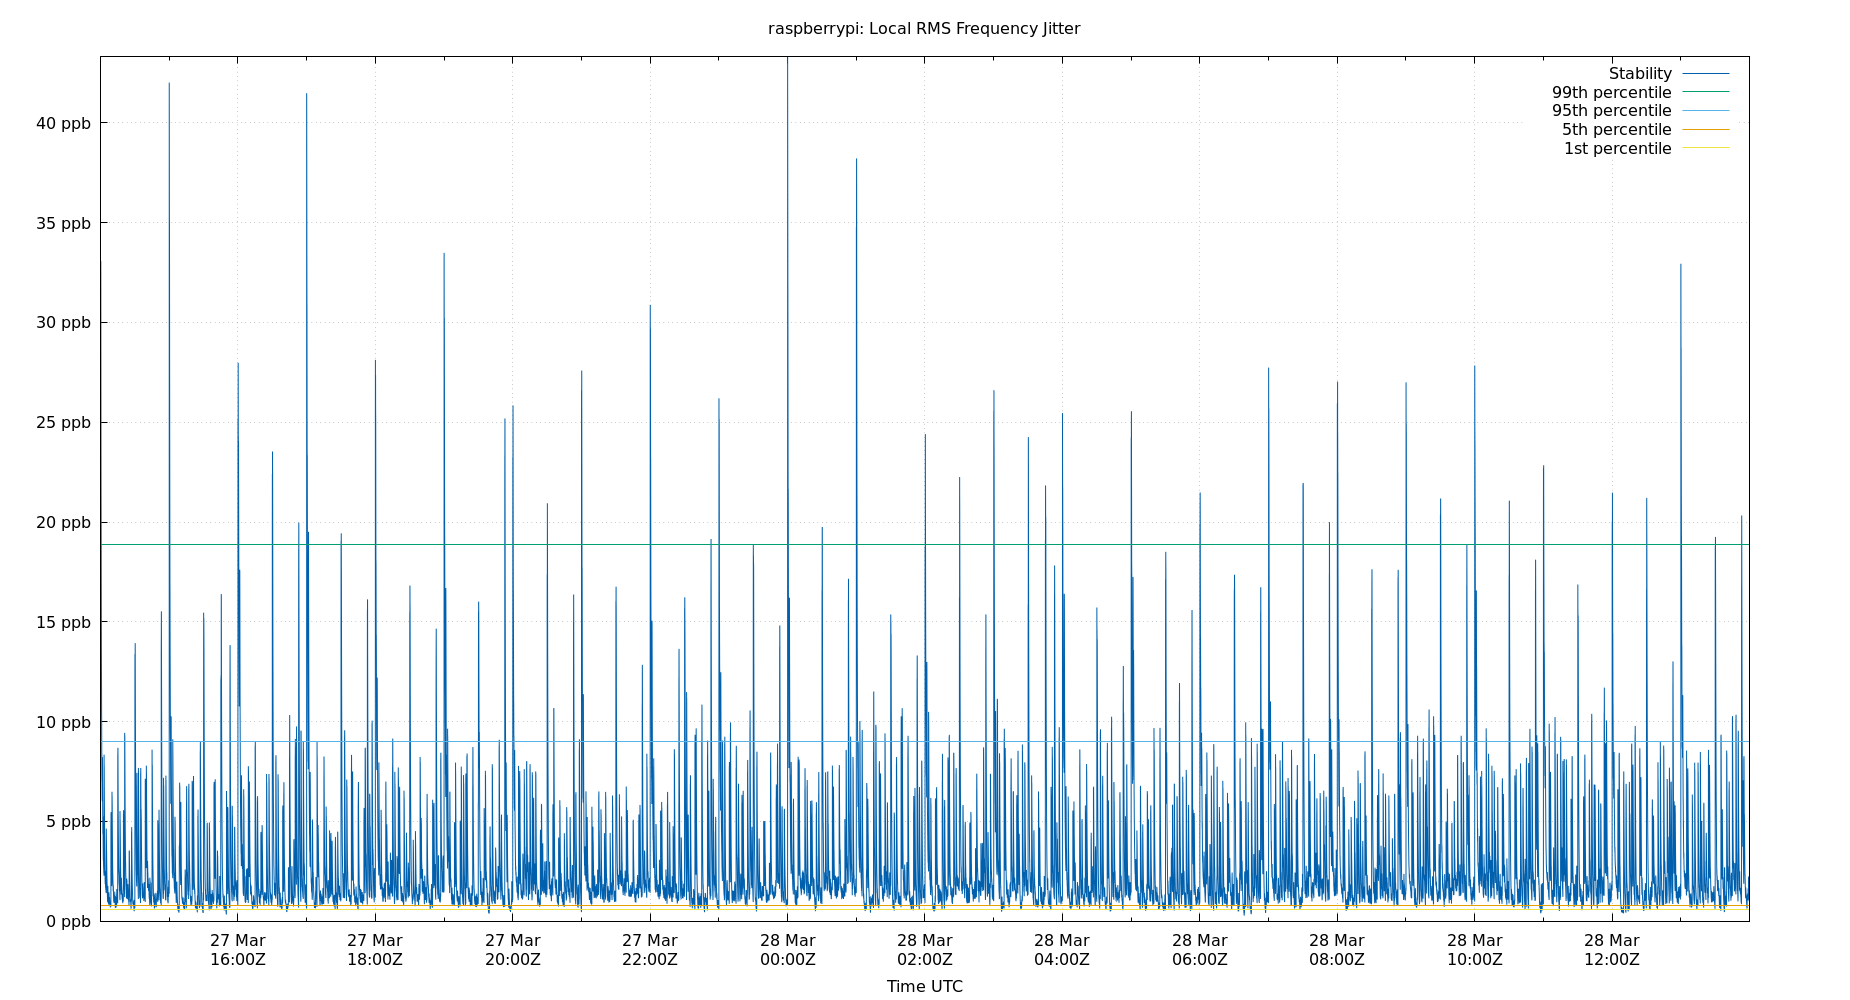 raspberrypi: Local RMS Frequency Jitter
Stability
99th percentile
95th percentile
5th percentile
1st percentile
40 ppb
35 ppb
30 ppb
25 ppb
20 ppb
15 ppb
10 ppb
5 ppb
0 ppb
27 Mar 27 Mar 27 Mar 27 Mar 28 Mar 28 Mar 28 Mar 28 Mar 28 Mar 28 Mar 28 Mar
16:00Z 18:00Z 20:00Z 22:00Z 00:00Z 02:00Z 04:00Z 06:00Z 08:00Z 10:00Z 12:00Z
Time UTC